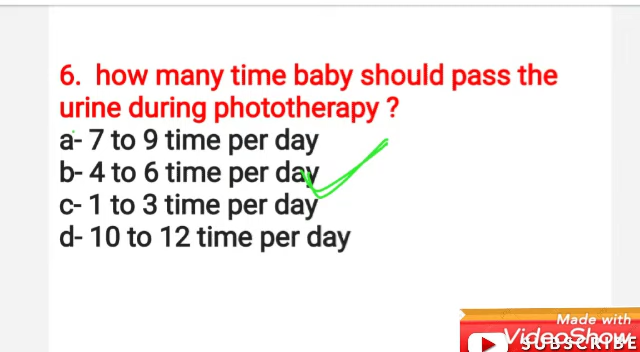 6. how many time baby should pass the
urine during phototherapy ?
a- 7 to 9 time per day
b- 4 to 6 time per day
c- 1 to 3 time per day
d- 10 to 12 time per day
Made with
VideoShow
SUBSCRIBE